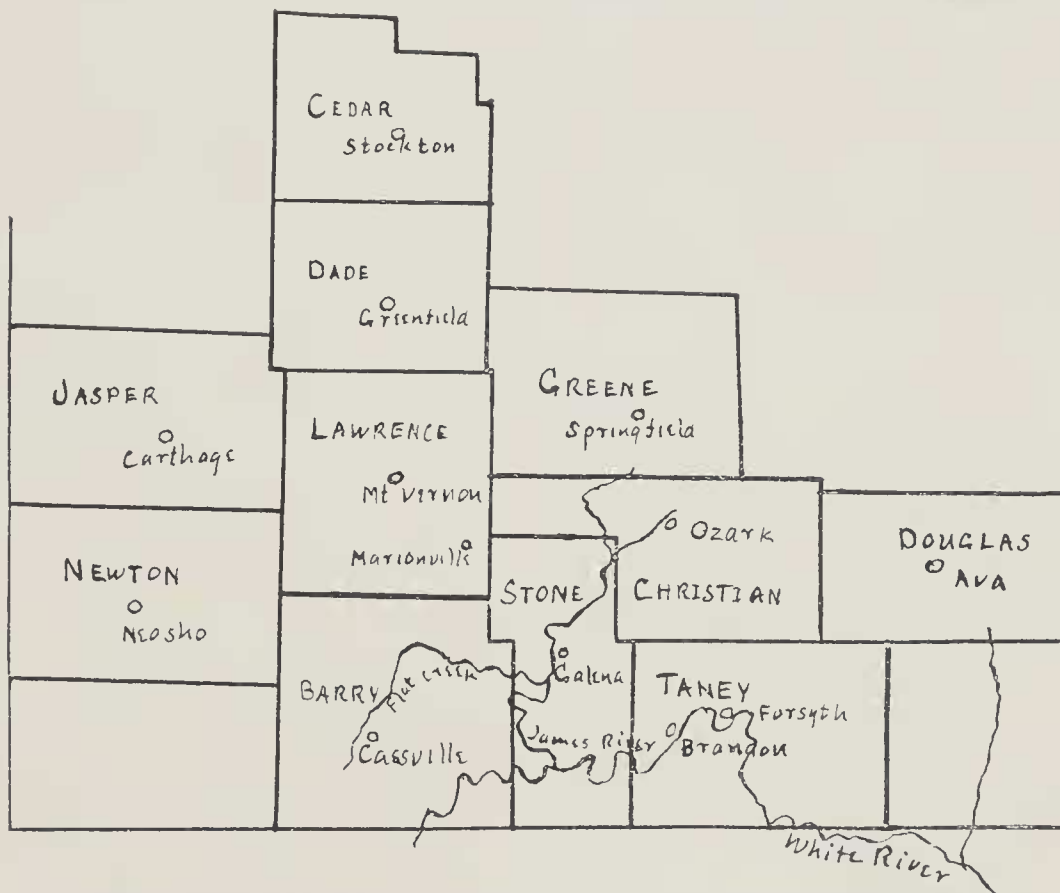 CEDAR
Stockton
DADE
Greenfield
JASPER
Carthage
LAWRENCE
Mt Vernon
Marionville
GREENE
Springfield
NEWTON
Neosho
STONE
Galena
Ozark
CHRISTIAN
DOUGLAS
Ava
BARRY
Flat Creek
Cassville
James River
TANEY
Forsyth
Brandon
White River